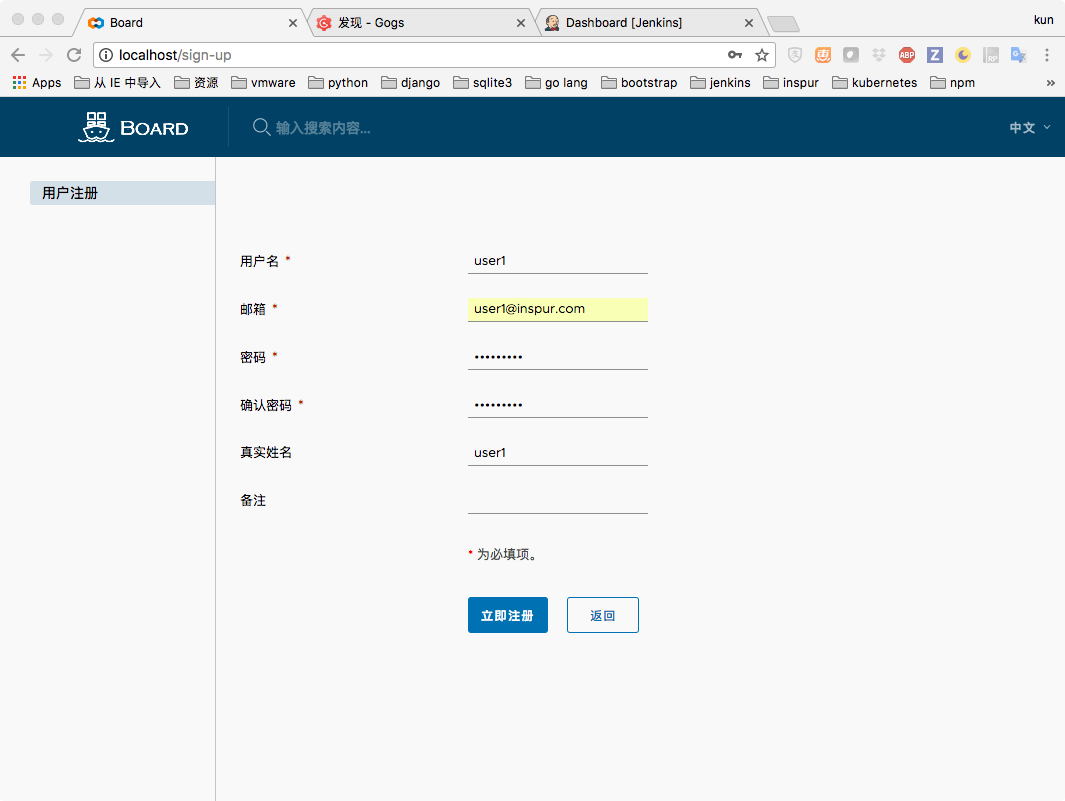 Board 发现 - Gogs Dashboard [Jenkins] kun
localhost/sign-up
Apps 从 IE 中导入 资源 vmware python django sqlite3 go lang bootstrap jenkins inspur kubernetes npm »
BOARD 输入搜索内容... 中文
用户注册
用户名 * user1
邮箱 * user1@inspur.com
密码 * •••••••••
确认密码 * •••••••••
真实姓名 user1
备注
* 为必填项。
立即注册 返回